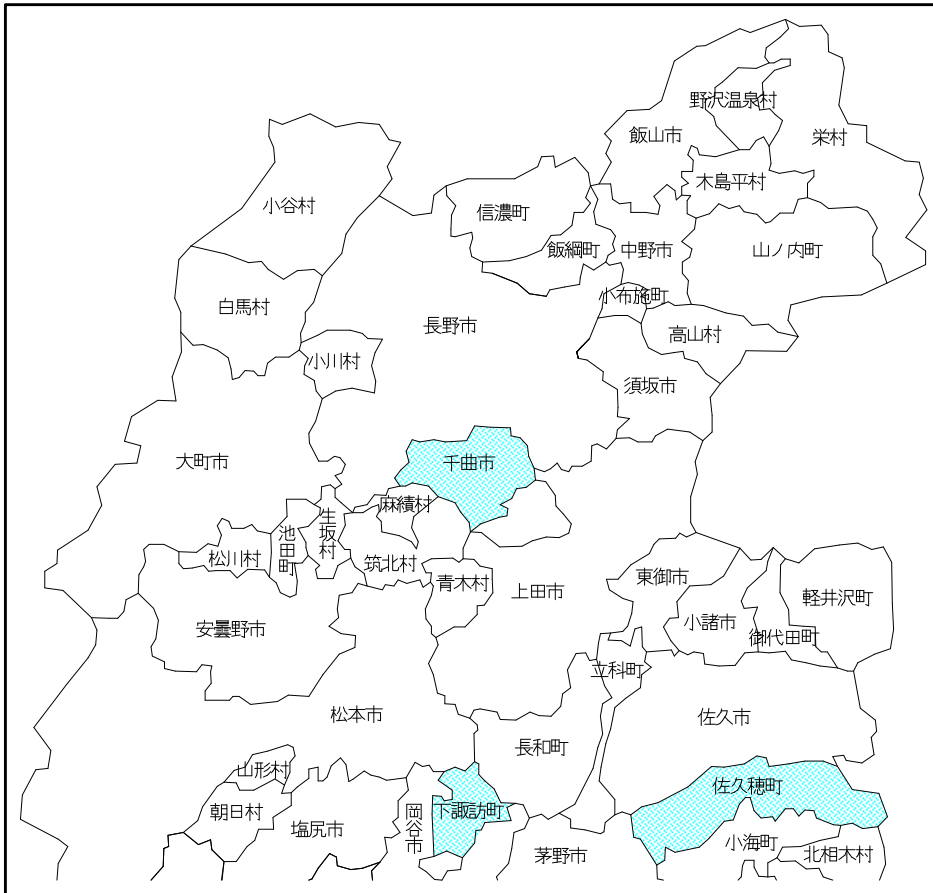 野沢温泉村
飯山市
栄村
木島平村
小谷村
信濃町
飯綱町
中野市
山ノ内町
白馬村
小布施町
長野市
高山村
小川村
須坂市
大町市
千曲市
麻績村
生坂村
池田町
松川村
筑北村
青木村
上田市
東御市
軽井沢町
小諸市
御代田町
安曇野市
立科町
松本市
佐久市
長和町
山形村
佐久穂町
朝日村
下諏訪町
岡谷市
塩尻市
小海町
茅野市
北相木村